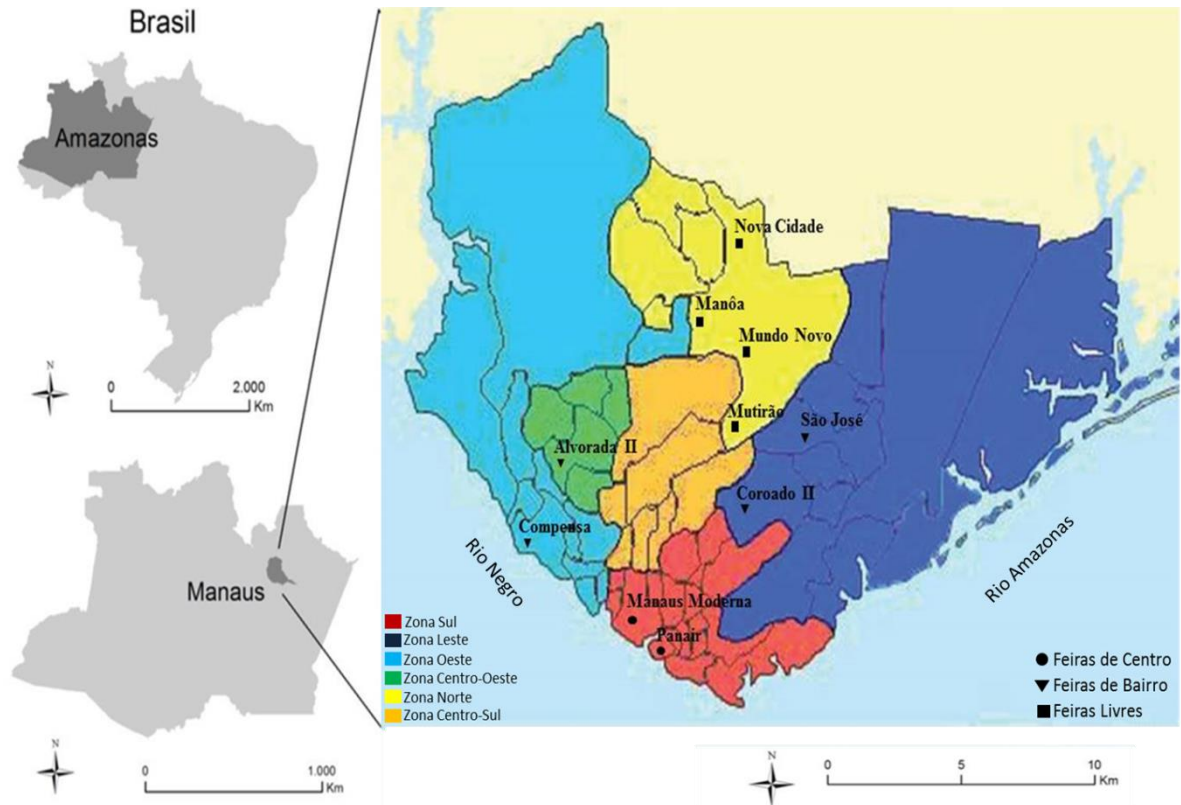 Brasil
Amazonas
N
0
2.000
Km
Manaus
N
0
1.000
Km
Nova Cidade
Manôa
Mundo Novo
Mutirão
São José
Alvorada II
Coroado II
Compensa
Rio Negro
Rio Amazonas
Manaus Moderna
Panair
Zona Sul
Zona Leste
Zona Oeste
Zona Centro-Oeste
Zona Norte
Zona Centro-Sul
Feiras de Centro
Feiras de Bairro
Feiras Livres
N
0
5
10
Km